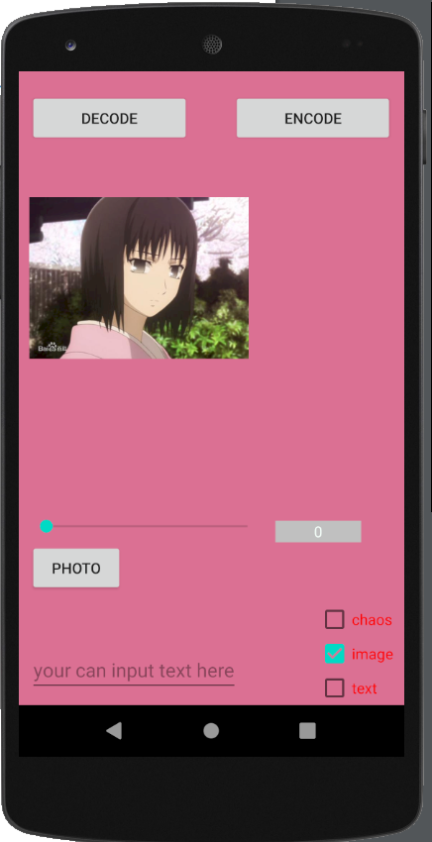 DECODE
ENCODE
0
PHOTO
chaos
image
your can input text here
text